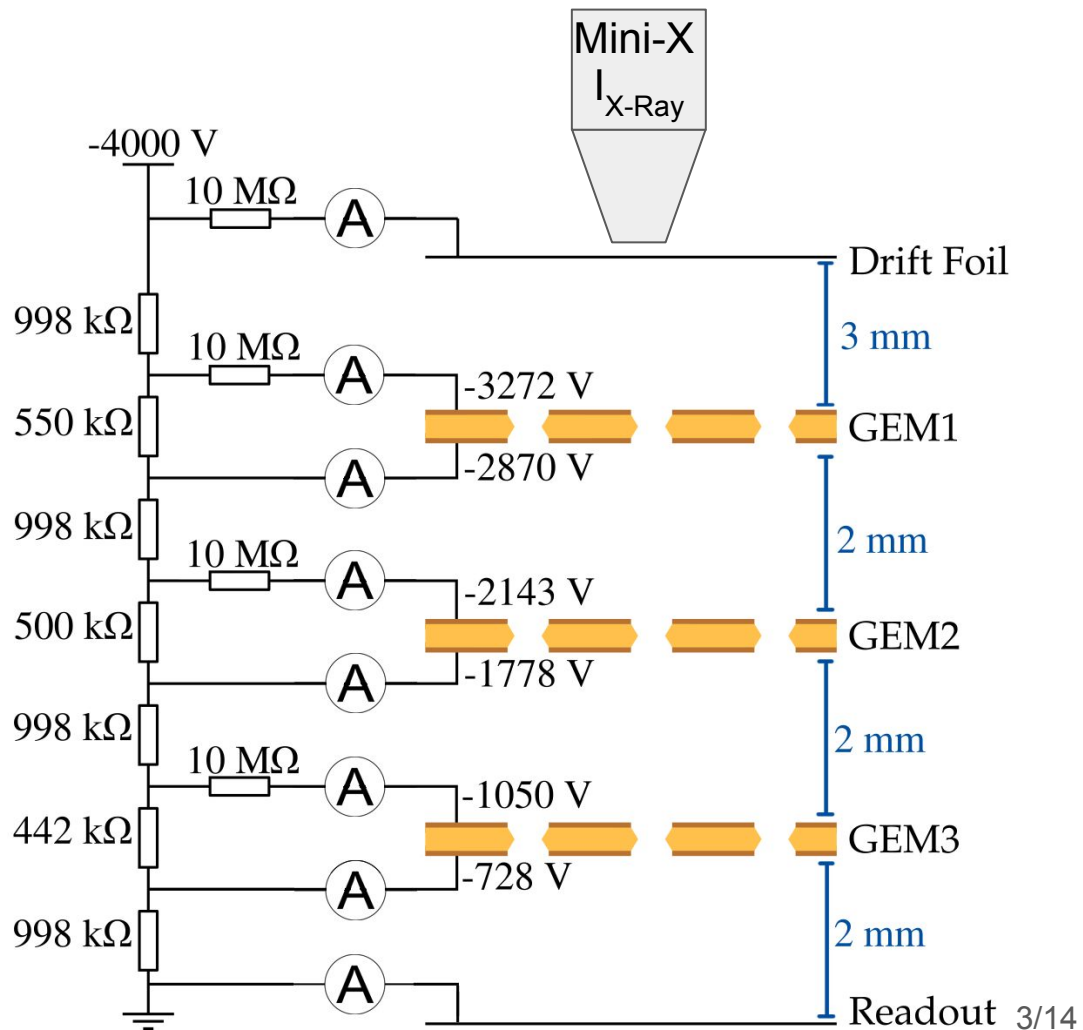 Mini-X
I X-Ray
-4000 V
10 MΩ
A
Drift Foil
998 kΩ
3 mm
10 MΩ
A
-3272 V
550 kΩ
GEM1
A
-2870 V
998 kΩ
2 mm
10 MΩ
A
-2143 V
500 kΩ
GEM2
A
-1778 V
998 kΩ
2 mm
10 MΩ
A
-1050 V
442 kΩ
GEM3
A
-728 V
998 kΩ
2 mm
A
Readout
3/14